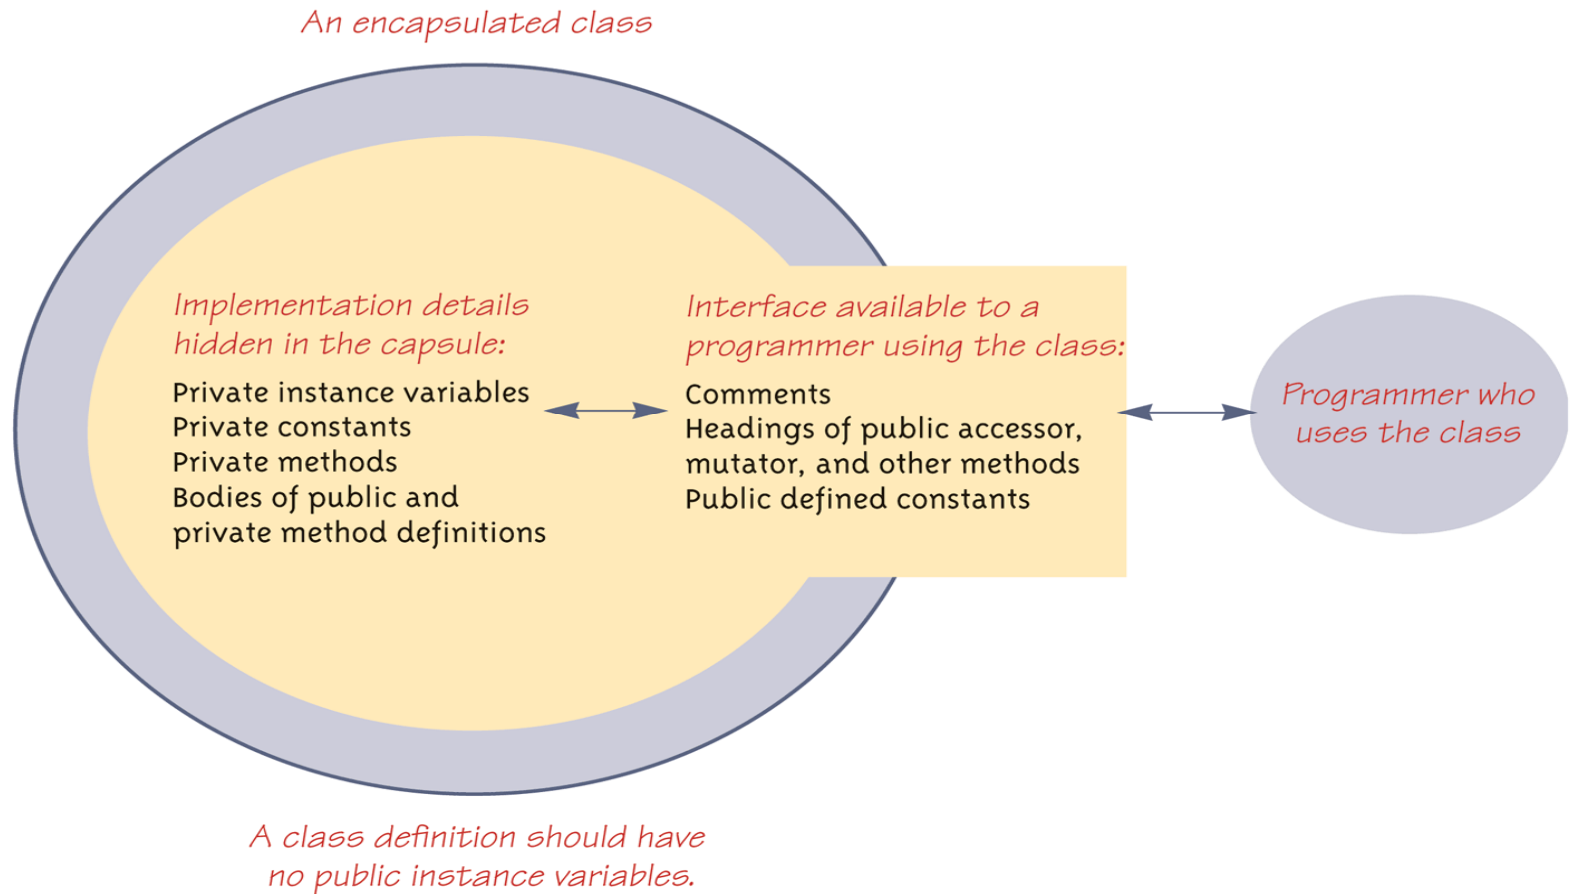 An encapsulated class
Implementation details
hidden in the capsule:
Private instance variables
Private constants
Private methods
Bodies of public and
private method definitions
Interface available to a
programmer using the class:
Comments
Headings of public accessor,
mutator, and other methods
Public defined constants
Programmer who
uses the class
A class definition should have
no public instance variables.